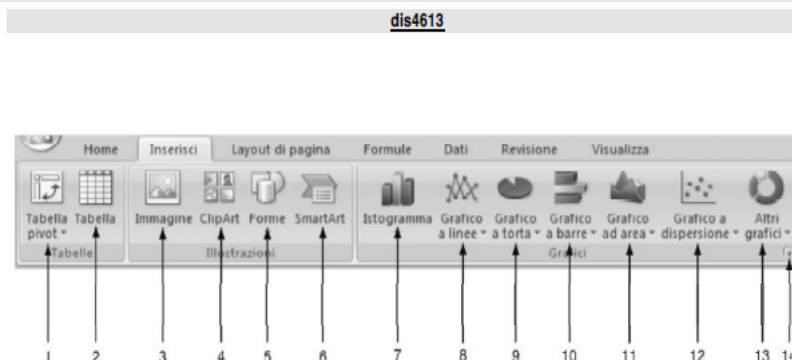 dis4613
Home Inserisci Layout di pagina Formule Dati Revisione Visualizza
Tabella Tabella Immagine ClipArt Forme SmartArt Istogramma Grafico Grafico Grafico Grafico Grafico a Altri
pivot a linee a torta a barre ad area dispersione grafici
Tabelle Illustrazioni Grafici
1 2 3 4 5 6 7 8 9 10 11 12 13 14